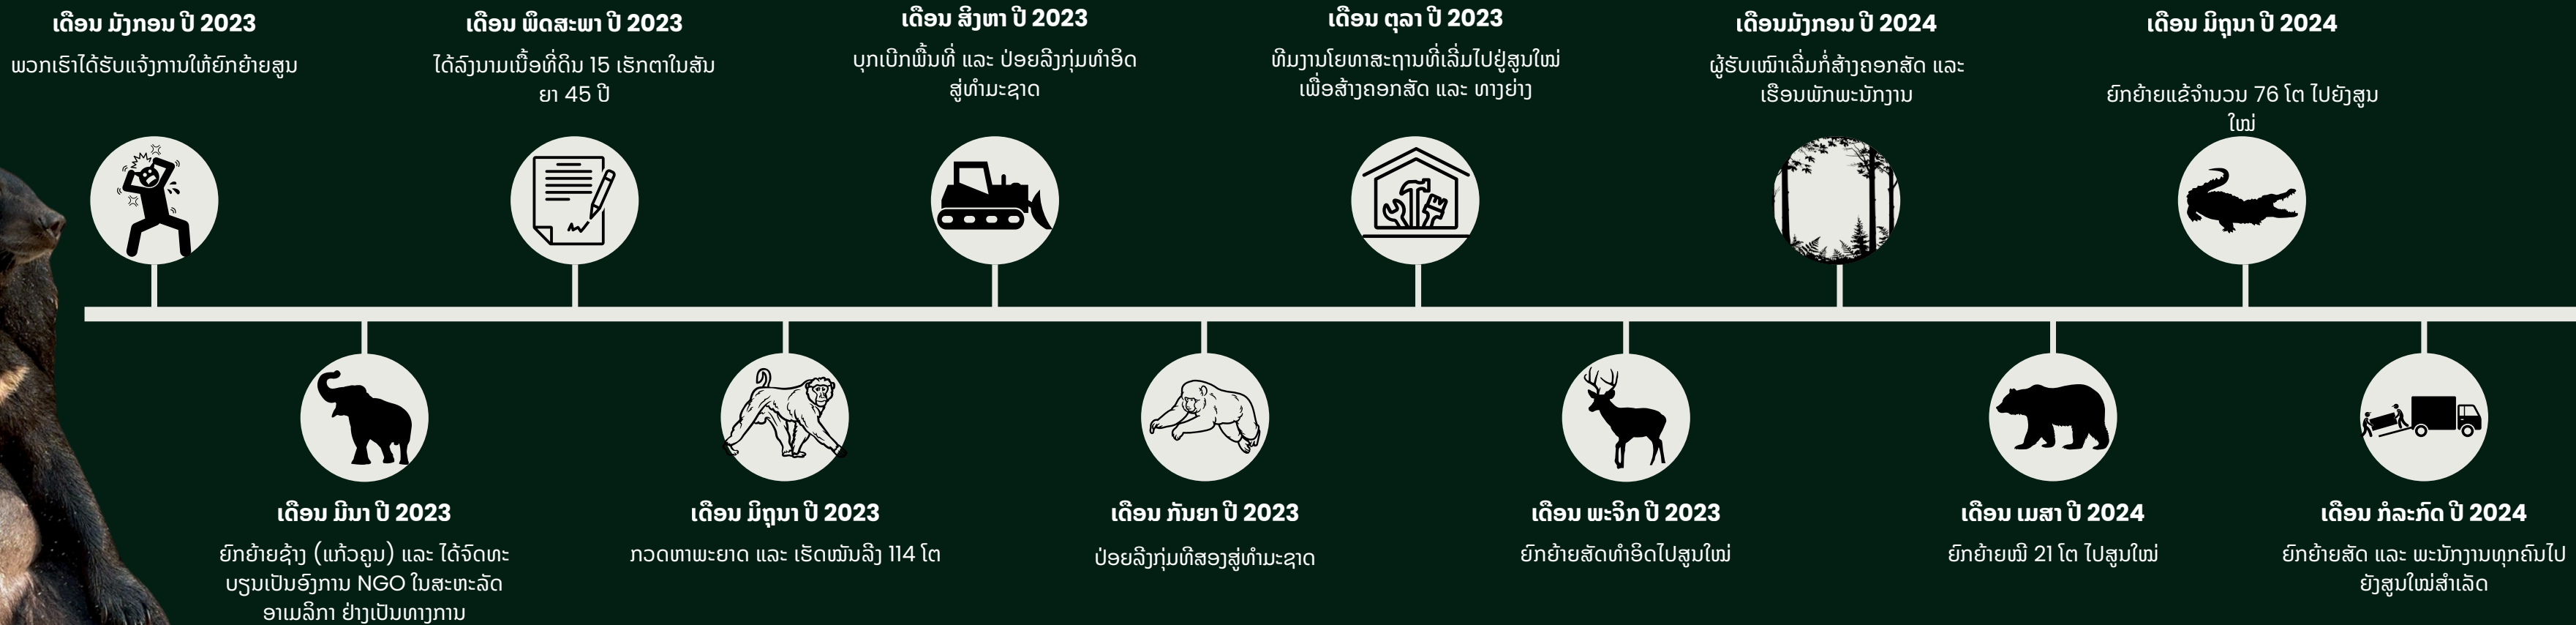 ເດືອນ ມັງກອນ ປີ 2023
ພວກເຮົາໄດ້ຮັບແຈ້ງການໃຫ້ຍົກຍ້າຍສູນ
ເດືອນ ມີນາ ປີ 2023
ຍົກຍ້າຍຊ້າງ (ແກ້ວຄູນ) ແລະ ໄດ້ຈົດທະ
ບຽນເປັນອົງການ NGO ໃນສະຫະລັດ
ອາເມລິກາ ຢ່າງເປັນທາງການ
ເດືອນ ພຶດສະພາ ປີ 2023
ໄດ້ລົງນາມເນື້ອທີ່ດິນ 15 ເຮັກຕາໃນສັນ
ຍາ 45 ປີ
ເດືອນ ມິຖຸນາ ປີ 2023
ກວດຫາພະຍາດ ແລະ ເຮັດໝັນລີງ 114 ໂຕ
ເດືອນ ສິງຫາ ປີ 2023
ບຸກເບີກພື້ນທີ່ ແລະ ປ່ອຍລີງກຸ່ມທຳອິດ
ສູ່ທຳມະຊາດ
ເດືອນ ກັນຍາ ປີ 2023
ປ່ອຍລີງກຸ່ມທີສອງສູ່ທຳມະຊາດ
ເດືອນ ຕຸລາ ປີ 2023
ທີມງານໂຍທາສະຖານທີ່ເລີ່ມໄປຢູ່ສູນໃໝ່
ເພື່ອສ້າງຄອກສັດ ແລະ ທາງຍ່າງ
ເດືອນ ພະຈິກ ປີ 2023
ຍົກຍ້າຍສັດທຳອິດໄປສູນໃໝ່
ເດືອນມັງກອນ ປີ 2024
ຜູ້ຮັບເໝົາເລີ່ມກໍ່ສ້າງຄອກສັດ ແລະ
ເຮືອນພັກພະນັກງານ
ເດືອນ ເມສາ ປີ 2024
ຍົກຍ້າຍໝີ 21 ໂຕ ໄປສູນໃໝ່
ເດືອນ ມິຖຸນາ ປີ 2024
ຍົກຍ້າຍແຂ້ຈຳນວນ 76 ໂຕ ໄປຍັງສູນ
ໃໝ່
ເດືອນ ກໍລະກົດ ປີ 2024
ຍົກຍ້າຍສັດ ແລະ ພະນັກງານທຸກຄົນໄປ
ຍັງສູນໃໝ່ສຳເລັດ